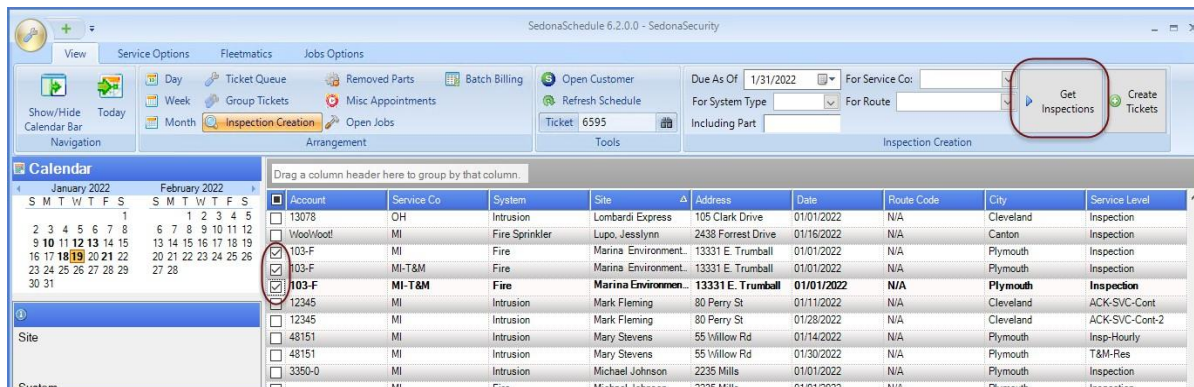 SedonaSchedule 6.2.0.0 - SedonaSecurity
View Service Options Fleetmatics Jobs Options
Show/Hide Calendar Bar
Today
Navigation
Day Ticket Queue Removed Parts Batch Billing
Week Group Tickets Misc Appointments
Month Inspection Creation Open Jobs
Arrangement
Open Customer
Refresh Schedule
Ticket 6595
Tools
Due As Of 1/31/2022 For Service Co:
For System Type For Route
Including Part
Get Inspections
Create Tickets
Inspection Creation
Calendar
January 2022 February 2022
S M T W T F S S M T W T F S
1 1 2 3 4 5
2 3 4 5 6 7 8 6 7 8 9 10 11 12
9 10 11 12 13 14 15 13 14 15 16 17 18 19
16 17 18 19 20 21 22 20 21 22 23 24 25 26
23 24 25 26 27 28 29 27 28
30 31
Site
Drag a column header here to group by that column.
Account Service Co System Site Address Date Route Code City Service Level
13078 OH Intrusion Lombardi Express 105 Clark Drive 01/01/2022 N/A Cleveland Inspection
WooWoot! MI Fire Sprinkler Lupo, Jesslynn 2438 Forrest Drive 01/16/2022 N/A Canton Inspection
103-F MI Fire Marina Environment... 13331 E. Trumball 01/01/2022 N/A Plymouth Inspection
103-F MI-T&M Fire Marina Environment... 13331 E. Trumball 01/01/2022 N/A Plymouth Inspection
103-F MI-T&M Fire Marina Environmen... 13331 E. Trumball 01/01/2022 N/A Plymouth Inspection
12345 MI Intrusion Mark Fleming 80 Perry St 01/11/2022 N/A Cleveland ACK-SVC-Cont
12345 MI Intrusion Mark Fleming 80 Perry St 01/28/2022 N/A Cleveland ACK-SVC-Cont-2
48151 MI Intrusion Mary Stevens 55 Willow Rd 01/14/2022 N/A Plymouth Insp-Hourly
48151 MI Intrusion Mary Stevens 55 Willow Rd 01/30/2022 N/A Plymouth T&M-Res
3350-0 MI Intrusion Michael Johnson 2235 Mills 01/01/2022 N/A Plymouth Inspection